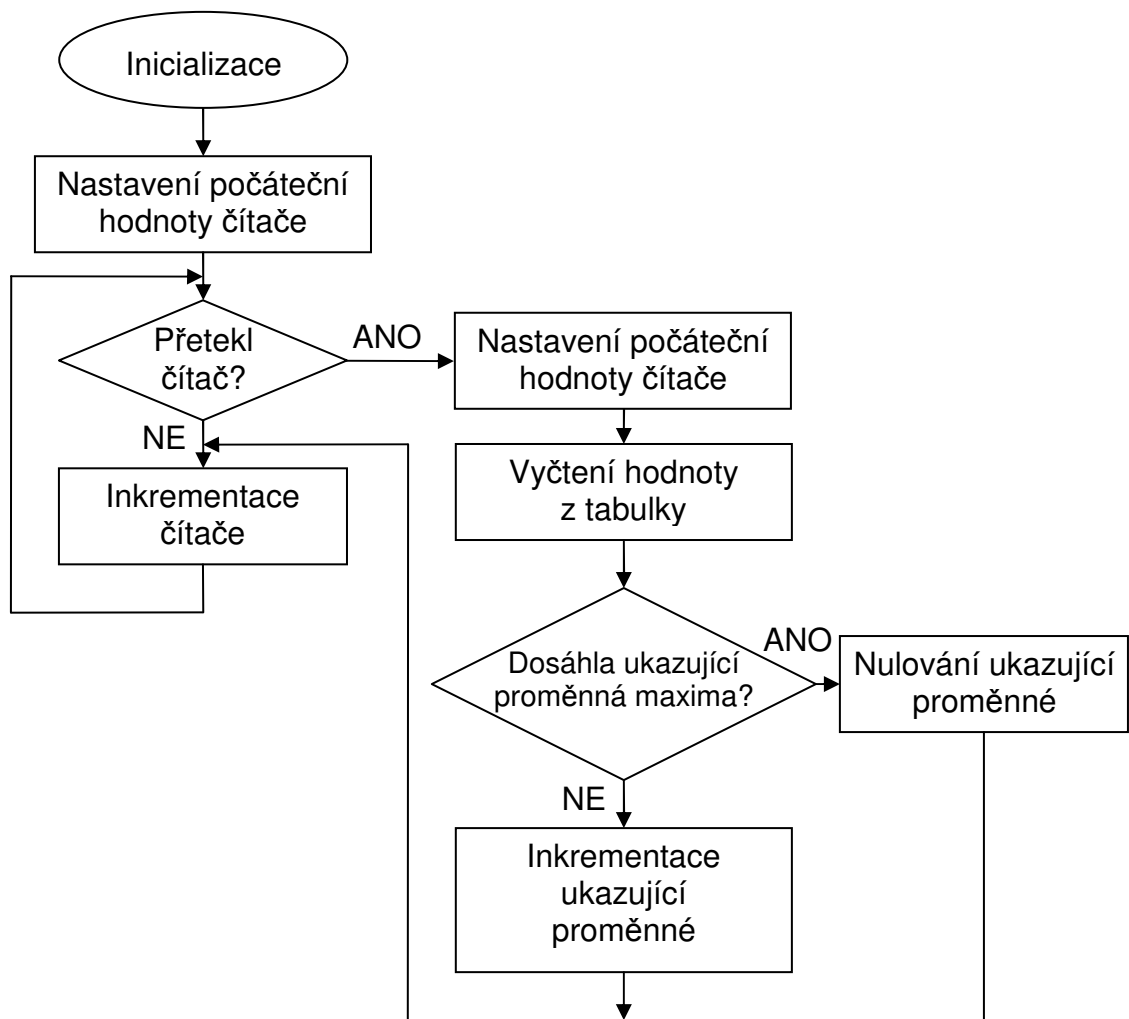 Inicializace
Nastavení počáteční
hodnoty čítače
Přetekl
čítač?
ANO
Nastavení počáteční
hodnoty čítače
NE
Inkrementace
čítače
Vyčtení hodnoty
z tabulky
Dosáhla ukazující
proměnná maxima?
ANO
Nulování ukazující
proměnné
NE
Inkrementace
ukazující
proměnné